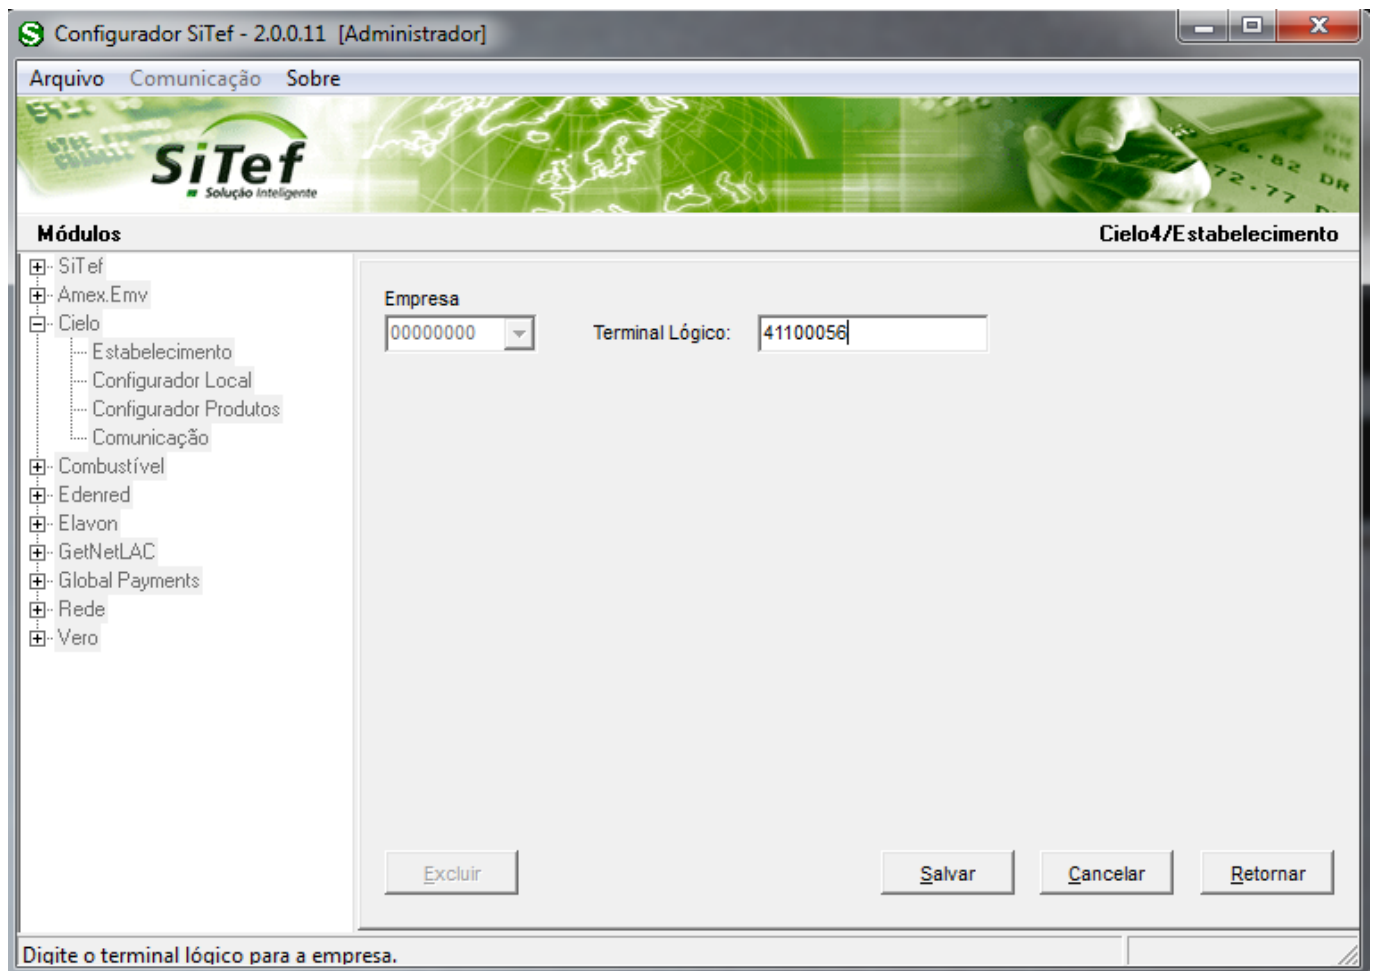 Configurador SiTef - 2.0.0.11 [Administrador]
Arquivo Comunicação Sobre
SiTef
Solução Inteligente
Módulos
Cielo4/Estabelecimento
SiTef
Amex.Emv
Cielo
Estabelecimento
Configurador Local
Configurador Produtos
Comunicação
Combustível
Edenred
Elavon
GetNetLAC
Global Payments
Rede
Vero
Empresa
00000000
Terminal Lógico: 41100056
Excluir
Salvar
Cancelar
Retornar
Digite o terminal lógico para a empresa.